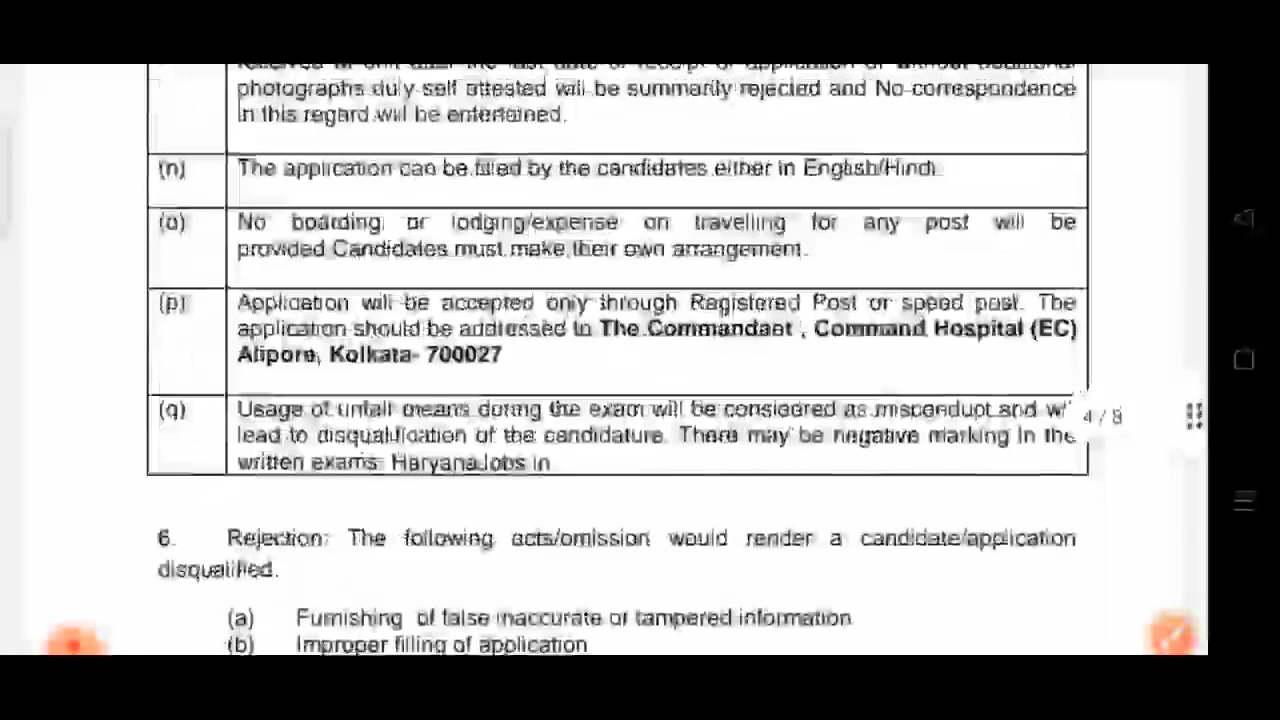 photographs duly self attested will be summarily rejected and No correspondence
in this regard will be entertained.
(n) The application can be filled by the candidates either in English/Hindi.
(o) No boarding or lodging/expense on travelling for any post will be
provided Candidates must make their own arrangement.
(p) Application will be accepted only through Registered Post or speed post. The
application should be addressed to The Commandant , Command Hospital (EC)
Alipore, Kolkata- 700027
(q) Usage of unfair means during the exam will be considered as misconduct and
lead to disqualification of the candidature. There may be negative marking in the
written exams. HaryanaJobs in
4 / 8
6. Rejection: The following acts/omission would render a candidate/application
disqualified.
(a) Furnishing of false inaccurate or tampered information
(b) Improper filling of application